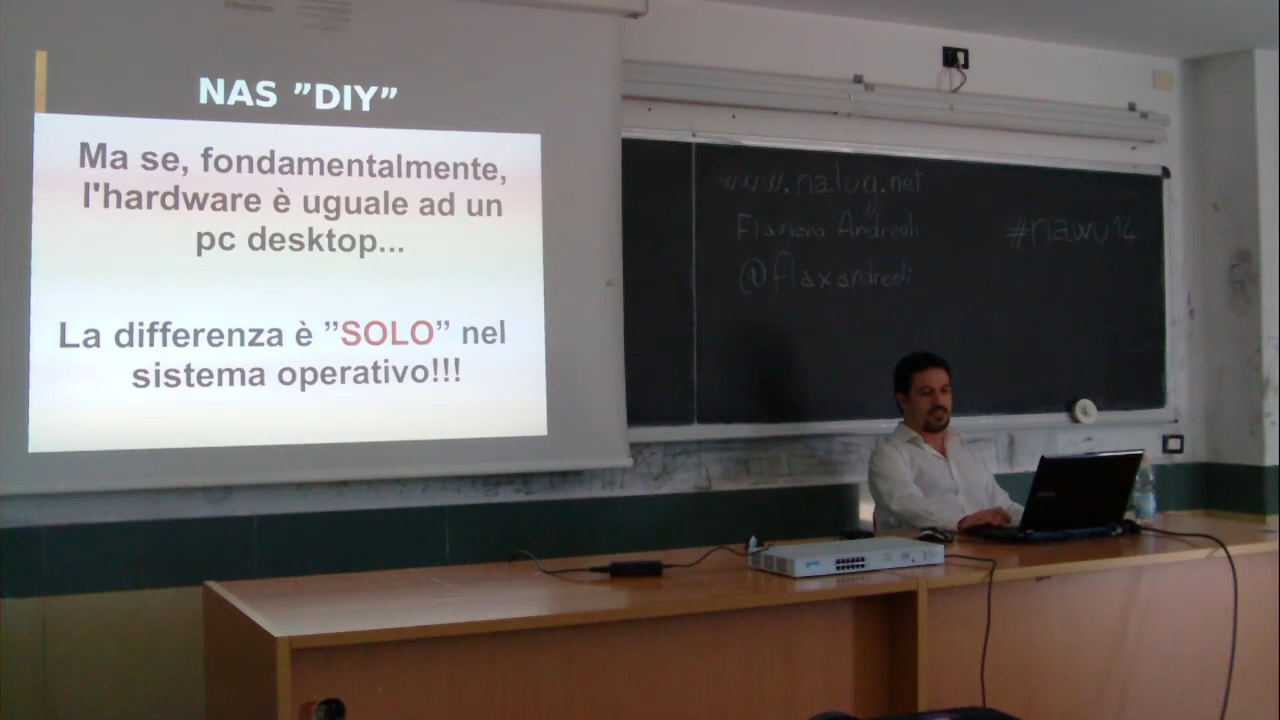 NAS ”DIY”
Ma se, fondamentalmente,
l'hardware è uguale ad un
pc desktop...
La differenza è ”SOLO” nel
sistema operativo!!!
www.nalug.net
Flaviano Andreoli
@flaxandreoli
#nawu14